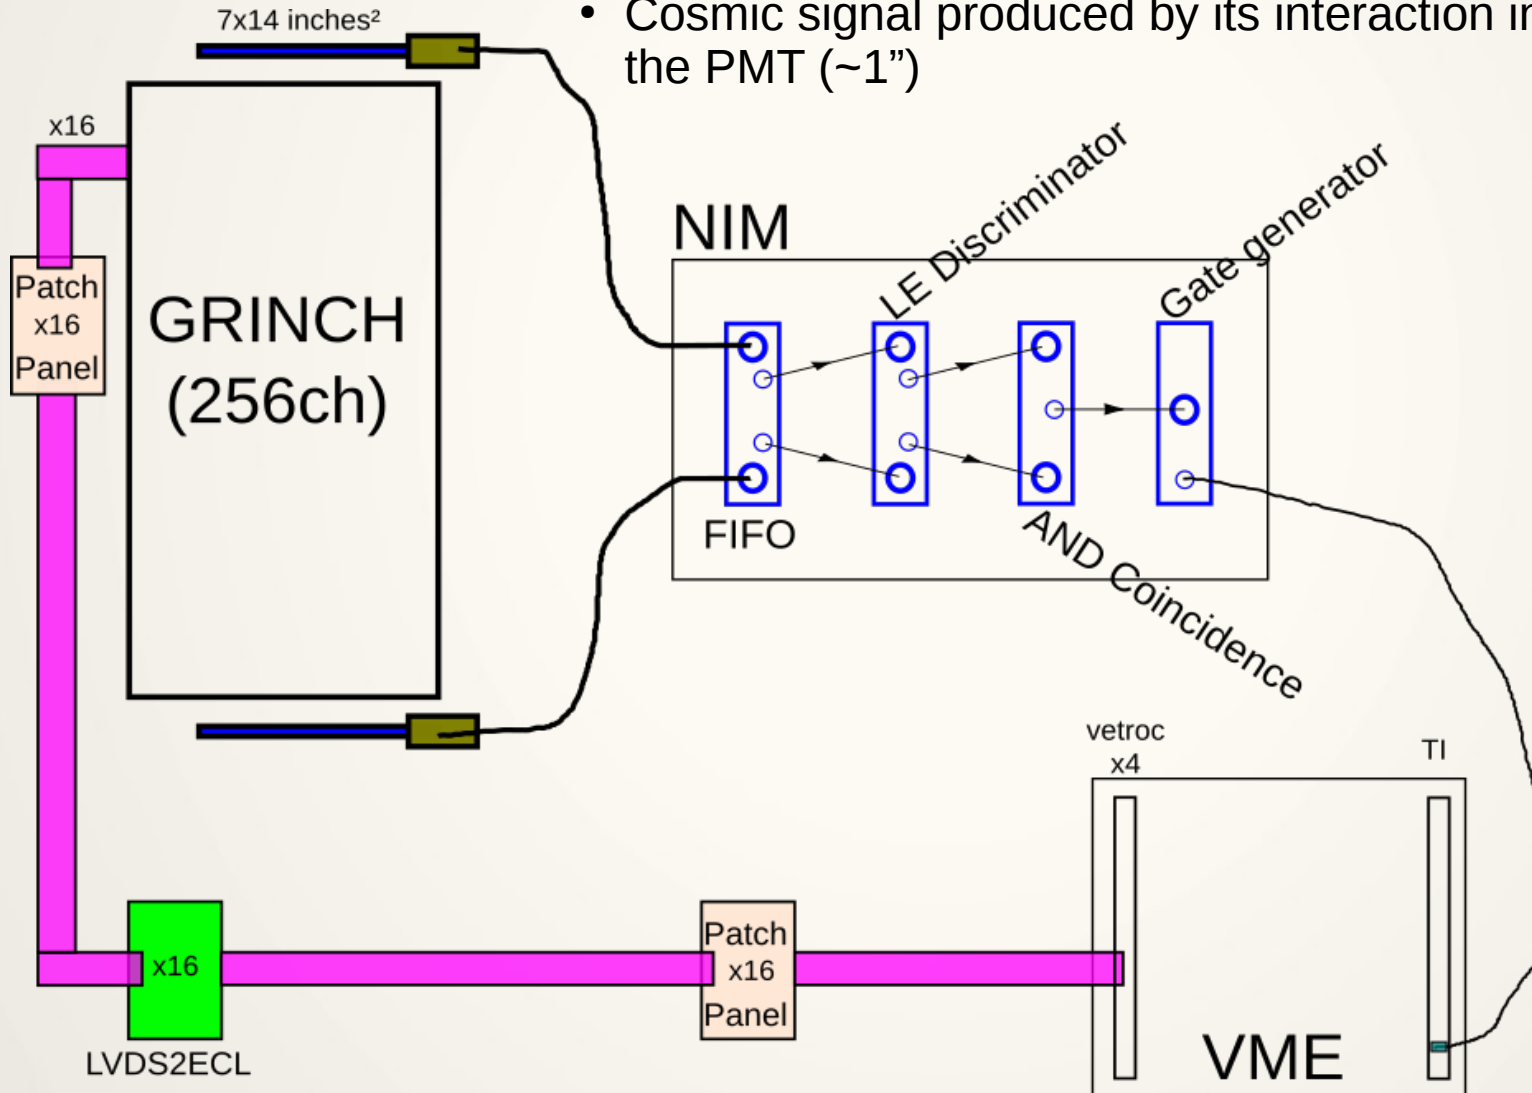 7x14 inches²
• Cosmic signal produced by its interaction in
the PMT (~1”)
x16
LE Discriminator
Gate generator
NIM
Patch
x16
Panel
GRINCH
(256ch)
FIFO
AND Coincidence
vetroc
x4
TI
x16
Patch
x16
Panel
LVDS2ECL
VME